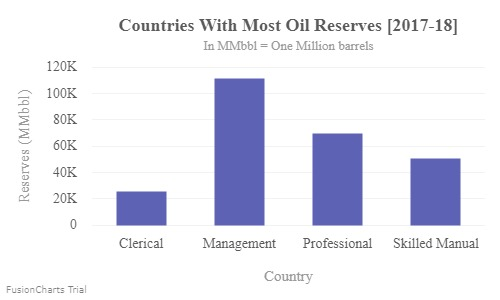 Countries With Most Oil Reserves [2017-18]
In MMbbl = One Million barrels
Reserves (MMbbl)
120K
100K
80K
60K
40K
20K
0
Clerical Management Professional Skilled Manual
Country
FusionCharts Trial